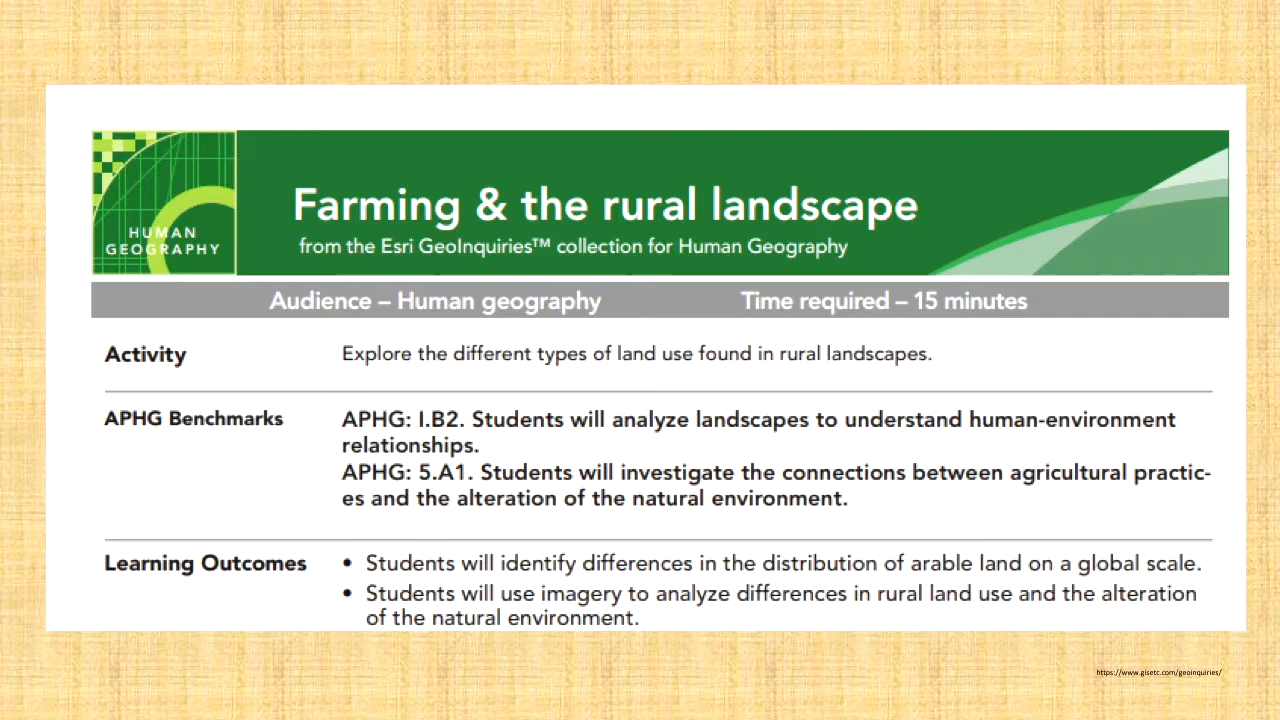 HUMAN
GEOGRAPHY
Farming & the rural landscape
from the Esri GeoInquiries™ collection for Human Geography
Audience – Human geography Time required – 15 minutes
Activity Explore the different types of land use found in rural landscapes.
APHG Benchmarks APHG: I.B2. Students will analyze landscapes to understand human-environment
relationships.
APHG: 5.A1. Students will investigate the connections between agricultural practic-
es and the alteration of the natural environment.
Learning Outcomes • Students will identify differences in the distribution of arable land on a global scale.
• Students will use imagery to analyze differences in rural land use and the alteration
of the natural environment.
https://www.gisetc.com/geoinquiries/